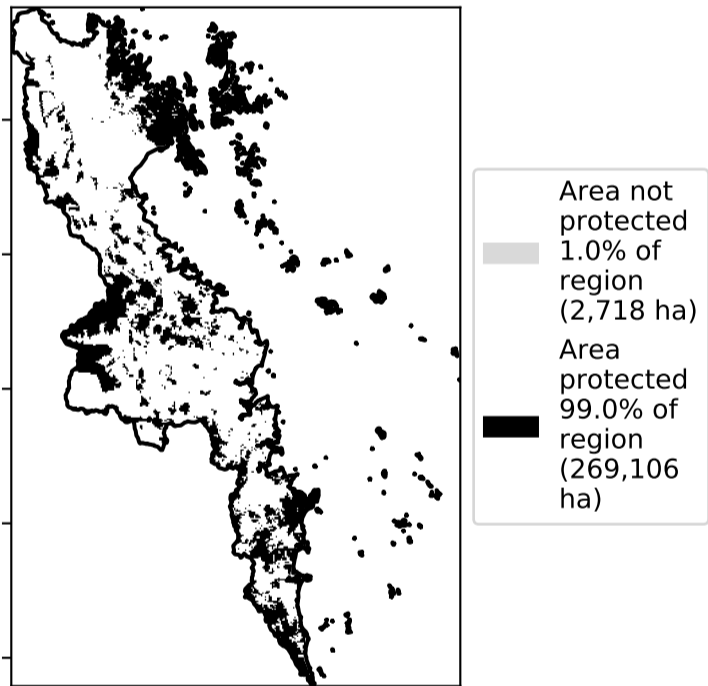 Area not
protected
1.0% of
region
(2,718 ha)
Area
protected
99.0% of
region
(269,106
ha)